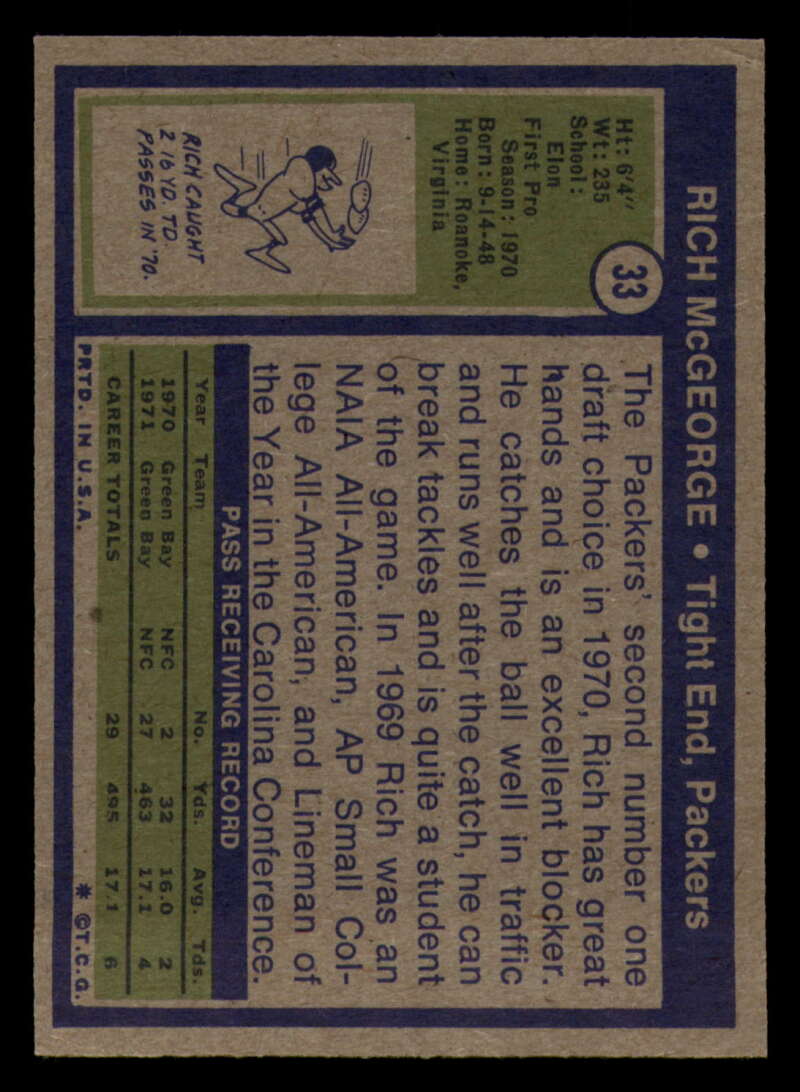 RICH McGEORGE • Tight End, Packers
33
Ht: 6'4"
Wt: 235
School:
Elon
First Pro
Season: 1970
Born: 9-14-48
Home: Roanoke,
Virginia
RICH CAUGHT
2 16 YD. TD
PASSES IN '70.
The Packers' second number one
draft choice in 1970, Rich has great
hands and is an excellent blocker.
He catches the ball well in traffic
and runs well after the catch, he can
break tackles and is quite a student
of the game. In 1969 Rich was an
NAIA All-American, AP Small Col-
lege All-American, and Lineman of
the Year in the Carolina Conference.
PASS RECEIVING RECORD
Year Team No. Yds. Avg. Tds.
1970 Green Bay NFC 2 32 16.0 2
1971 Green Bay NFC 27 463 17.1 4
CAREER TOTALS 29 495 17.1 6
PRTD. IN U.S.A. * ©T.C.G.